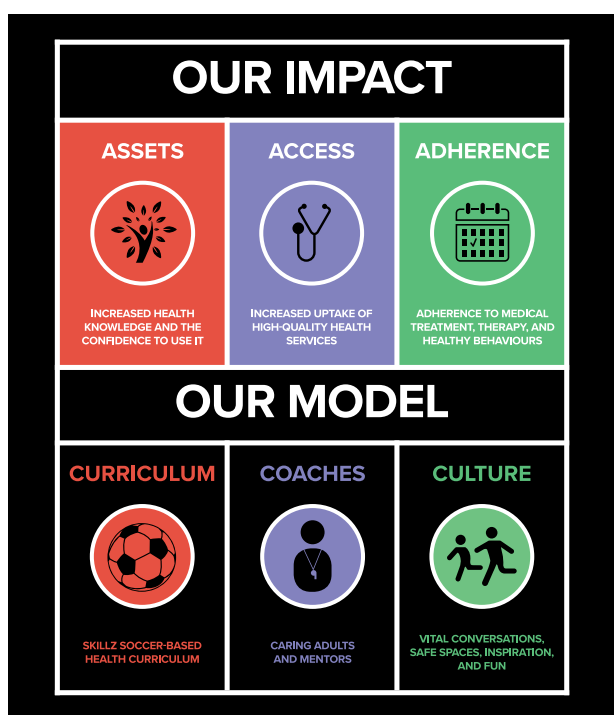 OUR IMPACT
ASSETS
INCREASED HEALTH
KNOWLEDGE AND THE
CONFIDENCE TO USE IT
ACCESS
INCREASED UPTAKE OF
HIGH-QUALITY HEALTH
SERVICES
ADHERENCE
ADHERENCE TO MEDICAL
TREATMENT, THERAPY, AND
HEALTHY BEHAVIOURS
OUR MODEL
CURRICULUM
SKILLZ SOCCER-BASED
HEALTH CURRICULUM
COACHES
CARING ADULTS
AND MENTORS
CULTURE
VITAL CONVERSATIONS,
SAFE SPACES, INSPIRATION,
AND FUN